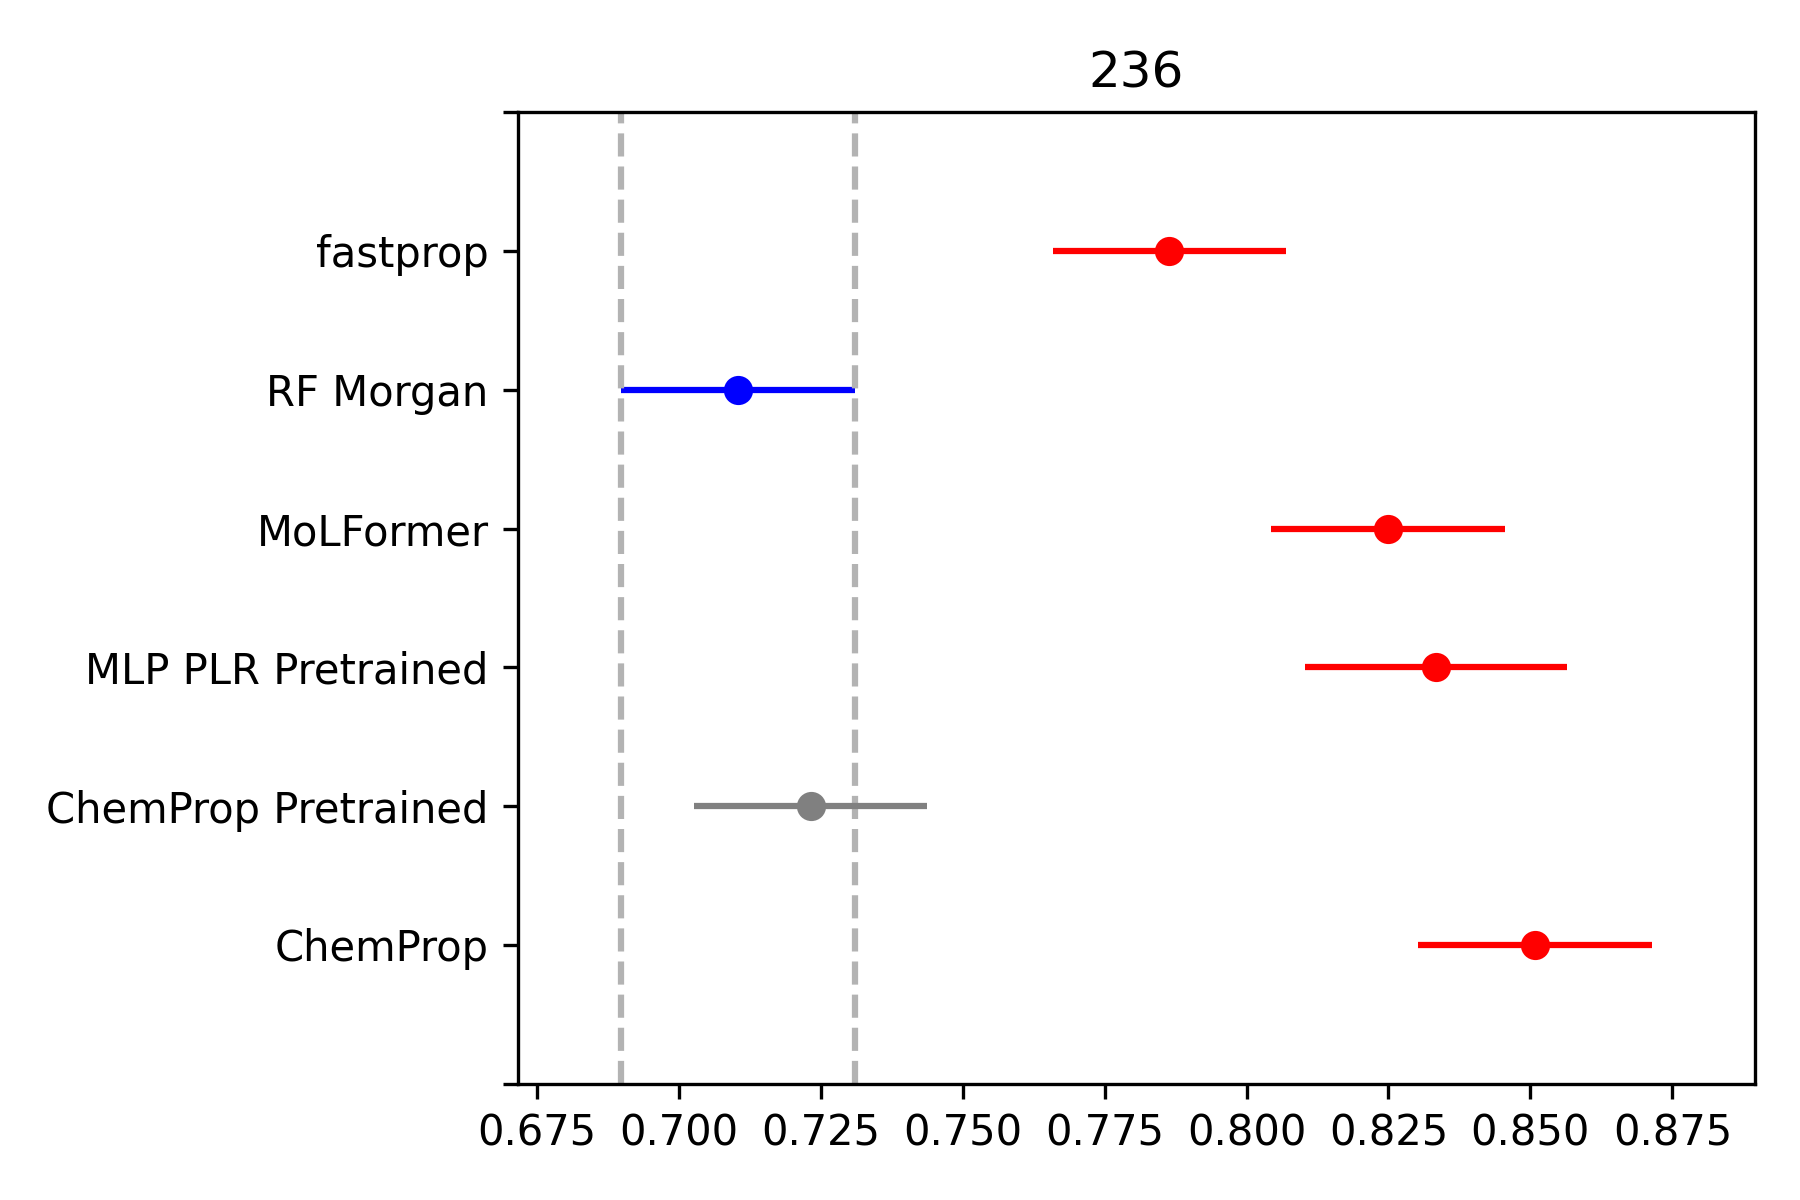 236
fastprop
RF Morgan
MoLFormer
MLP PLR Pretrained
ChemProp Pretrained
ChemProp
0.675 0.700 0.725 0.750 0.775 0.800 0.825 0.850 0.875